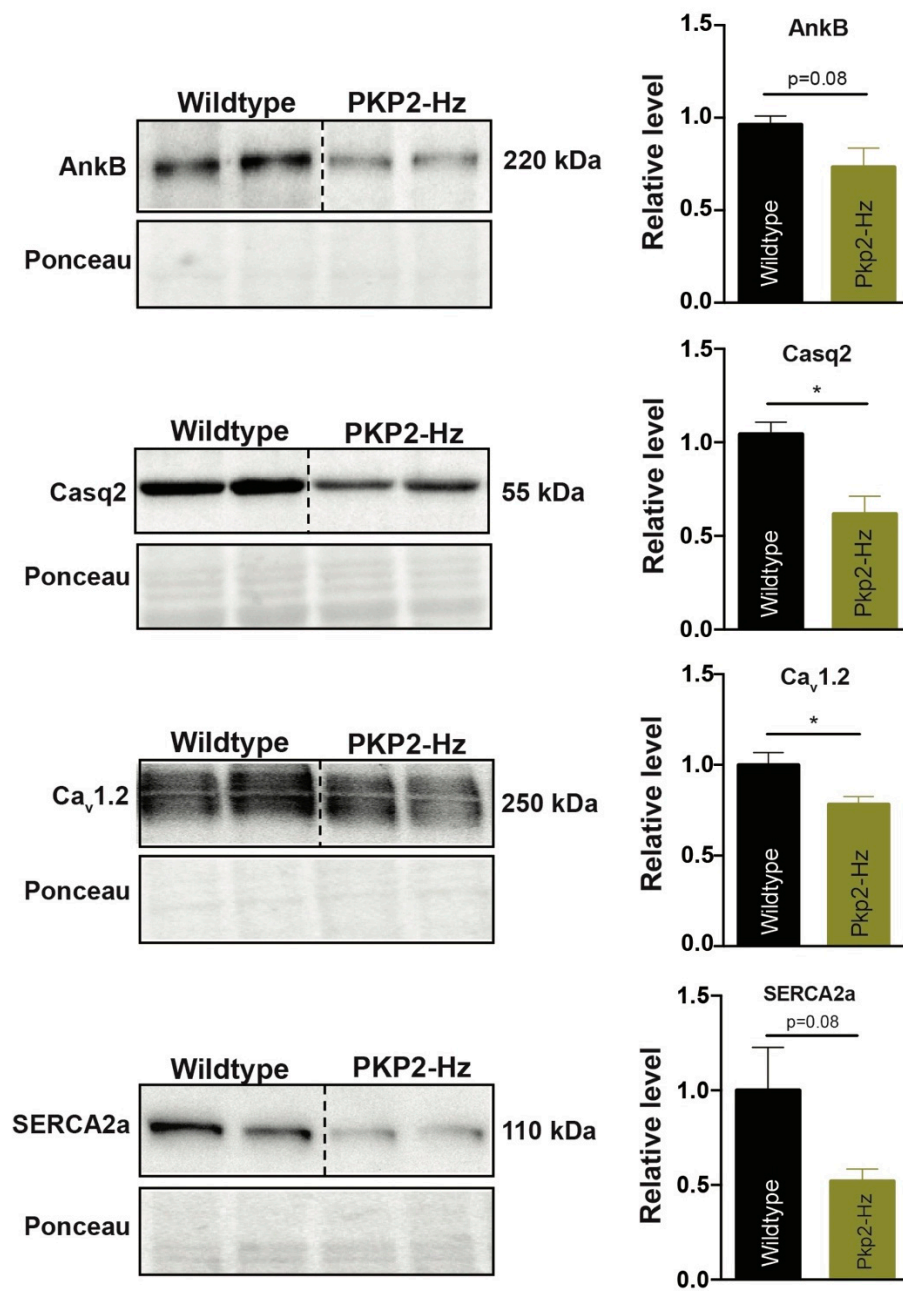 Wildtype PKP2-Hz
AnkB
220 kDa
Ponceau
AnkB
p=0.08
Relative level
1.5
1.0
0.5
0.0
Wildtype
Pkp2-Hz
Wildtype PKP2-Hz
Casq2
55 kDa
Ponceau
Casq2
*
Relative level
1.5
1.0
0.5
0.0
Wildtype
Pkp2-Hz
Wildtype PKP2-Hz
Cav1.2
250 kDa
Ponceau
Cav1.2
*
Relative level
1.5
1.0
0.5
0.0
Wildtype
Pkp2-Hz
Wildtype PKP2-Hz
SERCA2a
110 kDa
Ponceau
SERCA2a
p=0.08
Relative level
1.5
1.0
0.5
0.0
Wildtype
Pkp2-Hz